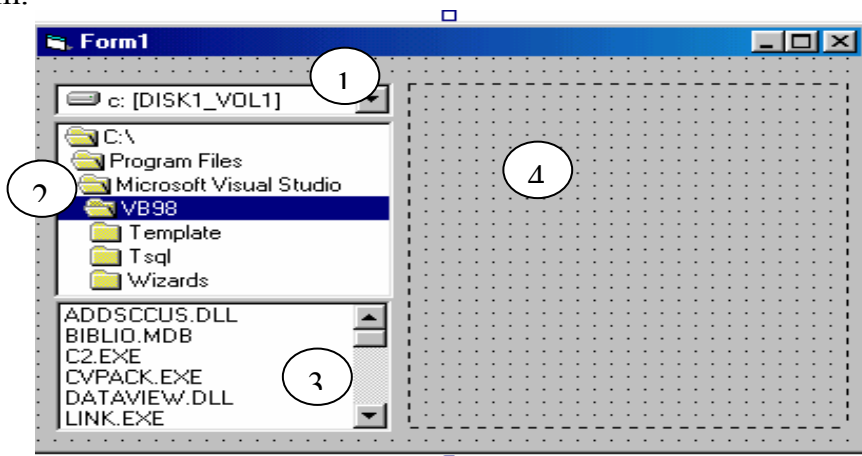 Form1
1
c: [DISK1_VOL1]
4
C:\
Program Files
2
Microsoft Visual Studio
VB98
Template
Tsql
Wizards
ADDSCCUS.DLL
BIBLIO.MDB
C2.EXE
3
CVPACK.EXE
DATAVIEW.DLL
LINK.EXE